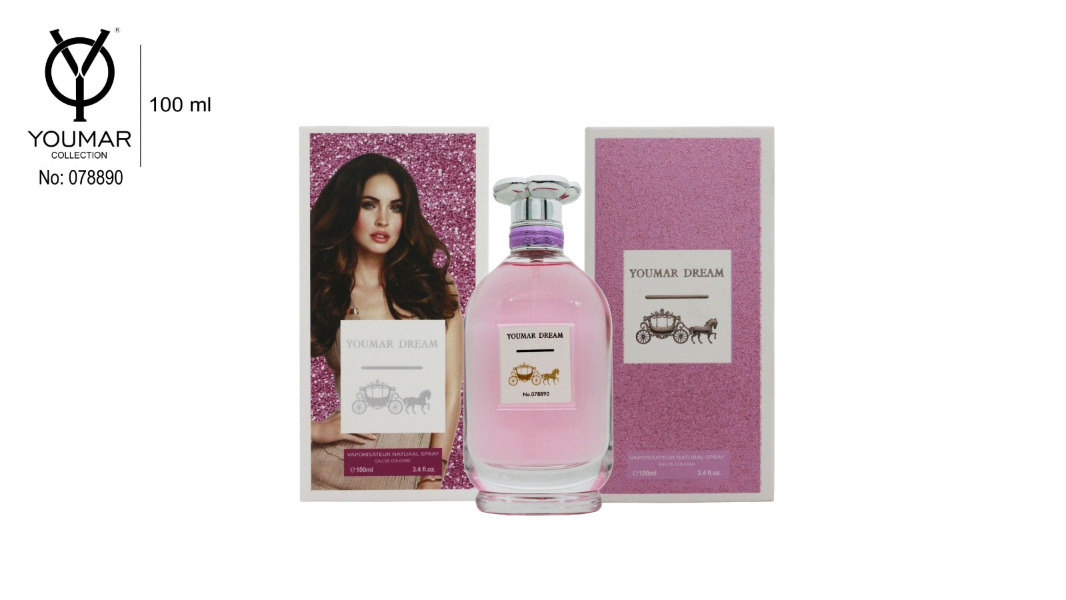 ®
YOUMAR
COLLECTION
No: 078890
100 ml
YOUMAR DREAM
VAPORISATEUR NATURAL SPRAY
EAU DE COLOGNE
℮100ml 3.4 fl.oz.
YOUMAR DREAM
No.078890
YOUMAR DREAM
VAPORISATEUR NATURAL SPRAY
EAU DE COLOGNE
℮100ml 3.4 fl.oz.